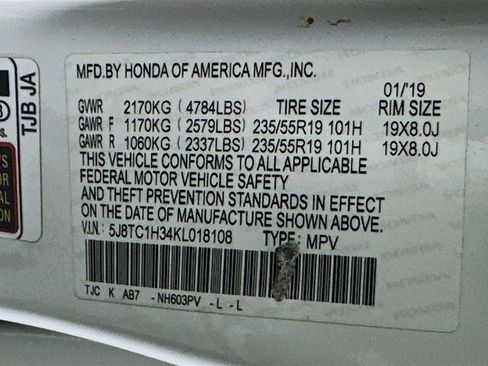 MFD.BY HONDA OF AMERICA MFG.,INC.
01/'19
GVWR 2170KG (4784LBS) TIRE SIZE RIM SIZE
GAWR F 1170KG (2579LBS) 235/55R19 101H 19X8.0J
GAWR R 1060KG (2337LBS) 235/55R19 101H 19X8.0J
THIS VEHICLE CONFORMS TO ALL APPLICABLE
FEDERAL MOTOR VEHICLE SAFETY
AND THEFT PREVENTION STANDARDS IN EFFECT ON
THE DATE OF MANUFACTURE SHOWN ABOVE.
V.I.N.: 5J8TC1H34KL018108 TYPE: MPV
TJC K AB7 -NH603PV -L -L
TJB JA